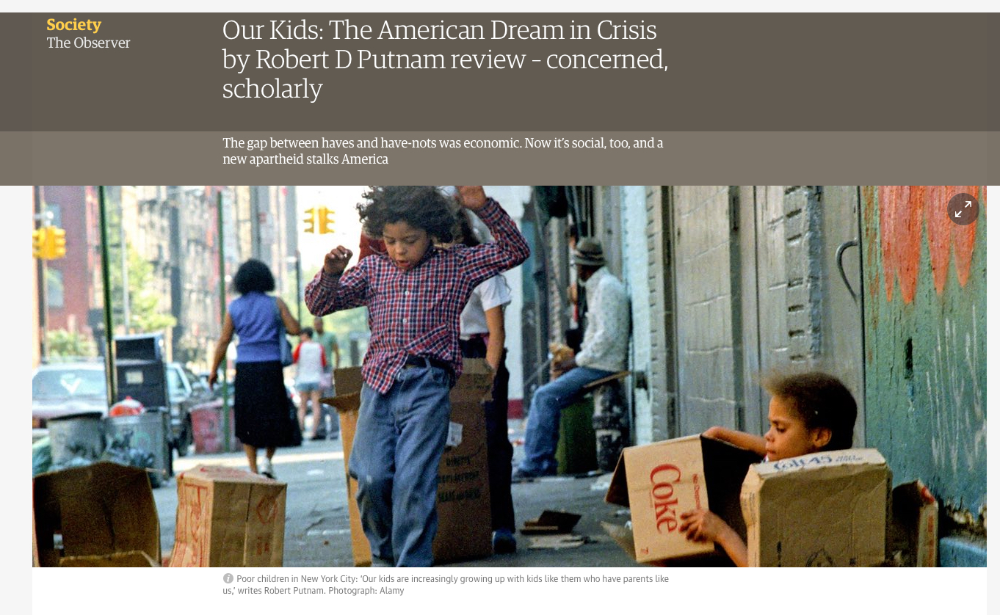 Society
The Observer
Our Kids: The American Dream in Crisis
by Robert D Putnam review – concerned,
scholarly
The gap between haves and have-nots was economic. Now it's social, too, and a
new apartheid stalks America
Colt 45
Coke
Poor children in New York City: 'Our kids are increasingly growing up with kids like them who have parents like
us,' writes Robert Putnam. Photograph: Alamy